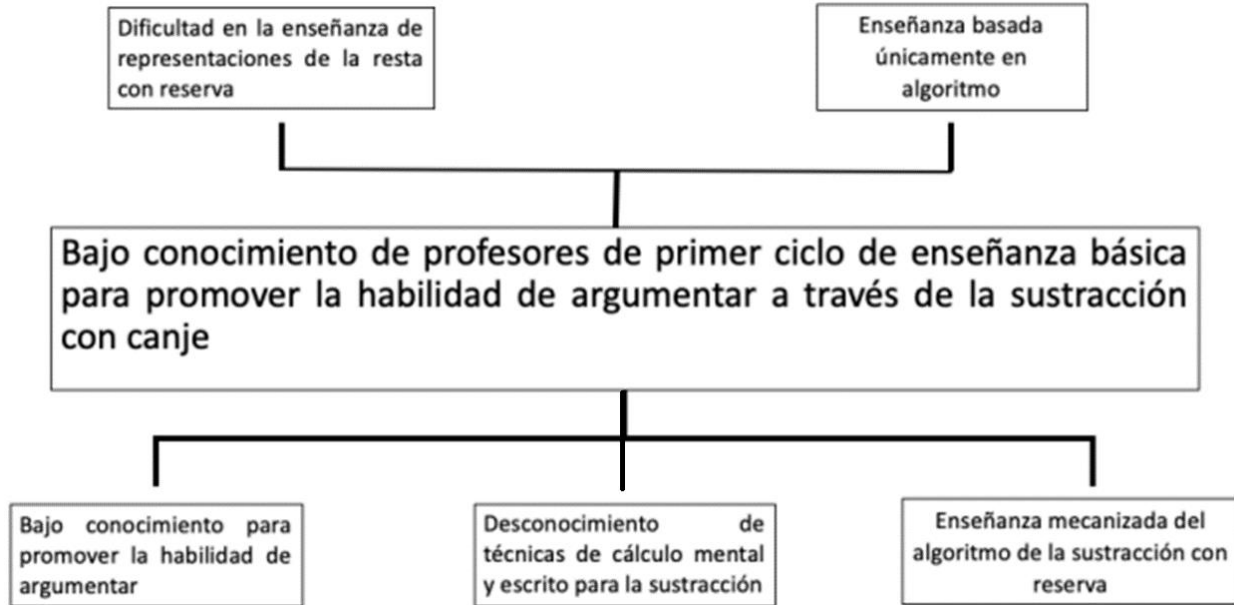 Dificultad en la enseñanza de
representaciones de la resta
con reserva
Enseñanza basada
únicamente en
algoritmo
Bajo conocimiento de profesores de primer ciclo de enseñanza básica
para promover la habilidad de argumentar a través de la sustracción
con canje
Bajo conocimiento para
promover la habilidad de
argumentar
Desconocimiento de
técnicas de cálculo mental
y escrito para la sustracción
Enseñanza mecanizada del
algoritmo de la sustracción con
reserva